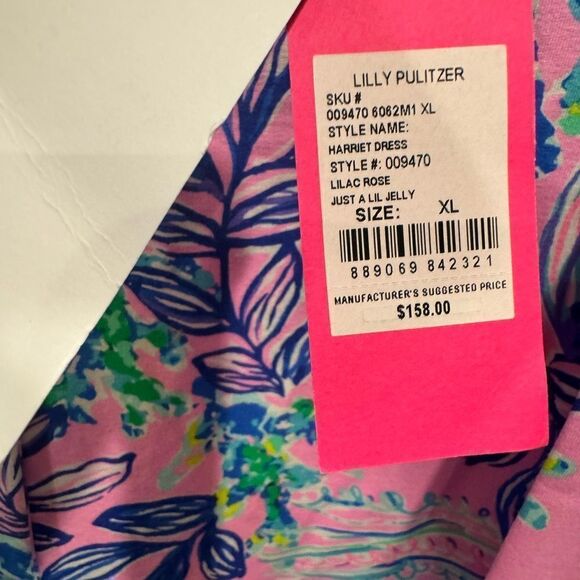 LILLY PULITZER
SKU #
009470 6062M1 XL
STYLE NAME:
HARRIET DRESS
STYLE #: 009470
LILAC ROSE
JUST A LIL JELLY
SIZE: XL
889069 842321
MANUFACTURER'S SUGGESTED PRICE
$158.00